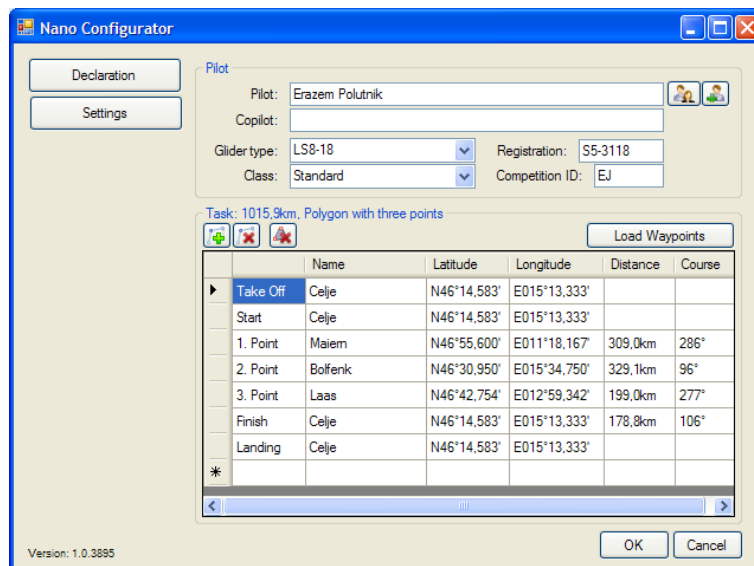 Nano Configurator
Declaration
Settings
Pilot
Pilot: Erazem Polutnik
Copilot:
Glider type: LS8-18 Registration: S5-3118
Class: Standard Competition ID: EJ
Task: 1015,9km, Polygon with three points
Load Waypoints
Name Latitude Longitude Distance Course
Take Off Celje N46°14,583' E015°13,333'
Start Celje N46°14,583' E015°13,333'
1. Point Maiern N46°55,600' E011°18,167' 309,0km 286°
2. Point Bolfenk N46°30,950' E015°34,750' 329,1km 96°
3. Point Laas N46°42,754' E012°59,342' 199,0km 277°
Finish Celje N46°14,583' E015°13,333' 178,8km 106°
Landing Celje N46°14,583' E015°13,333'
OK Cancel
Version: 1.0.3895